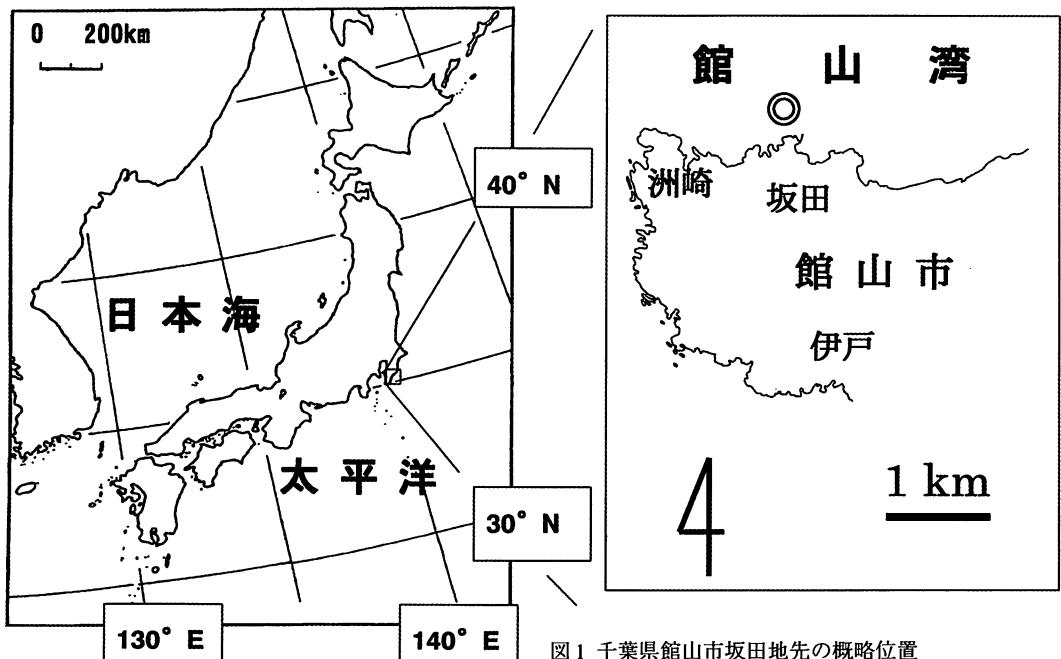 0 200km
40° N
日本海
太平洋
30° N
130° E
140° E
館山湾
洲崎
坂田
館山市
伊戸
1 km
図1 千葉県館山市坂田地先の概略位置